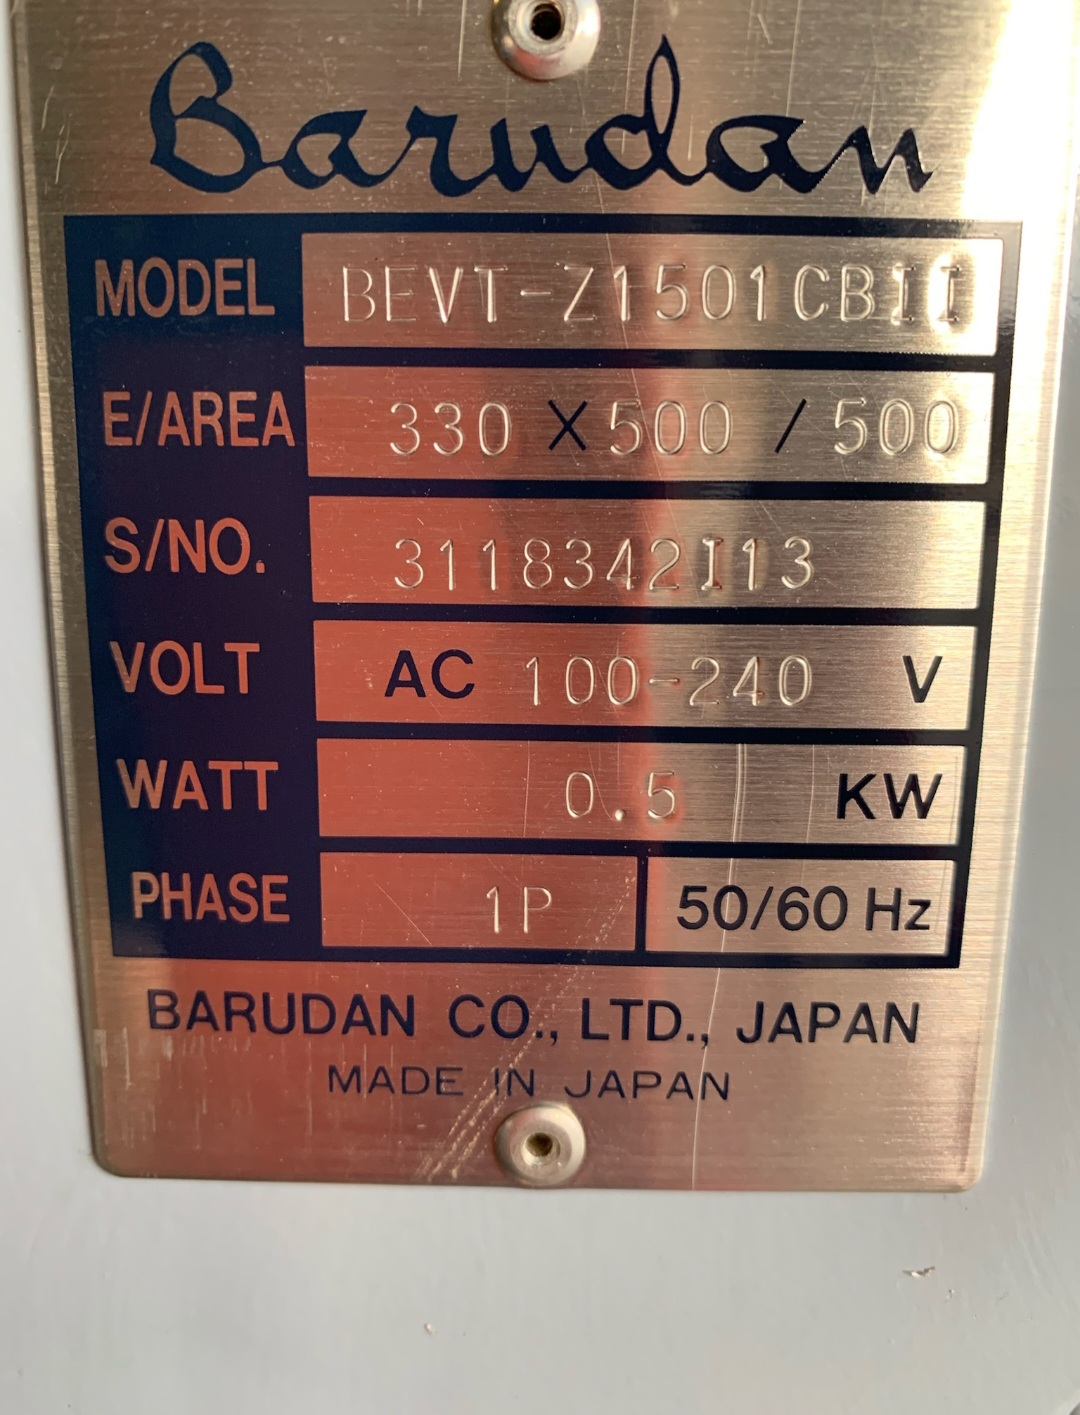 Barudan
MODEL BEVT-Z1501CBII
E/AREA 330 X 500 / 500
S/NO. 3118342I13
VOLT AC 100-240 V
WATT 0.5 KW
PHASE 1P 50/60 Hz
BARUDAN CO., LTD., JAPAN
MADE IN JAPAN